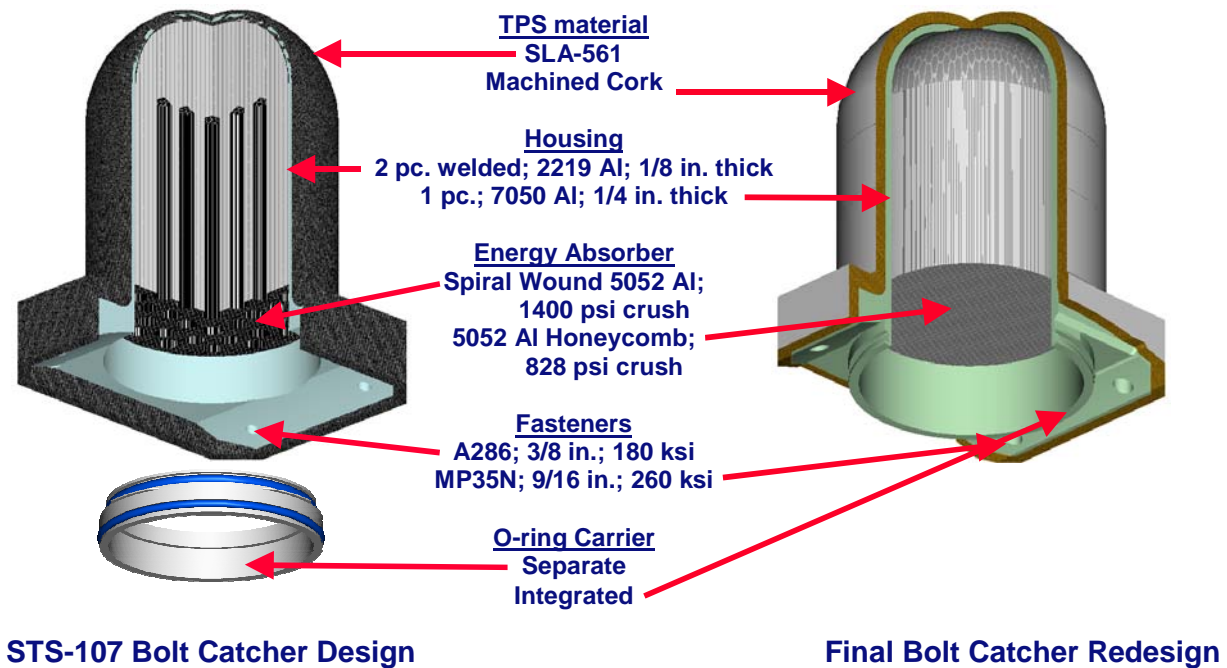 TPS material
SLA-561
Machined Cork
Housing
2 pc. welded; 2219 Al; 1/8 in. thick
1 pc.; 7050 Al; 1/4 in. thick
Energy Absorber
Spiral Wound 5052 Al;
1400 psi crush
5052 Al Honeycomb;
828 psi crush
Fasteners
A286; 3/8 in.; 180 ksi
MP35N; 9/16 in.; 260 ksi
O-ring Carrier
Separate
Integrated
STS-107 Bolt Catcher Design
Final Bolt Catcher Redesign